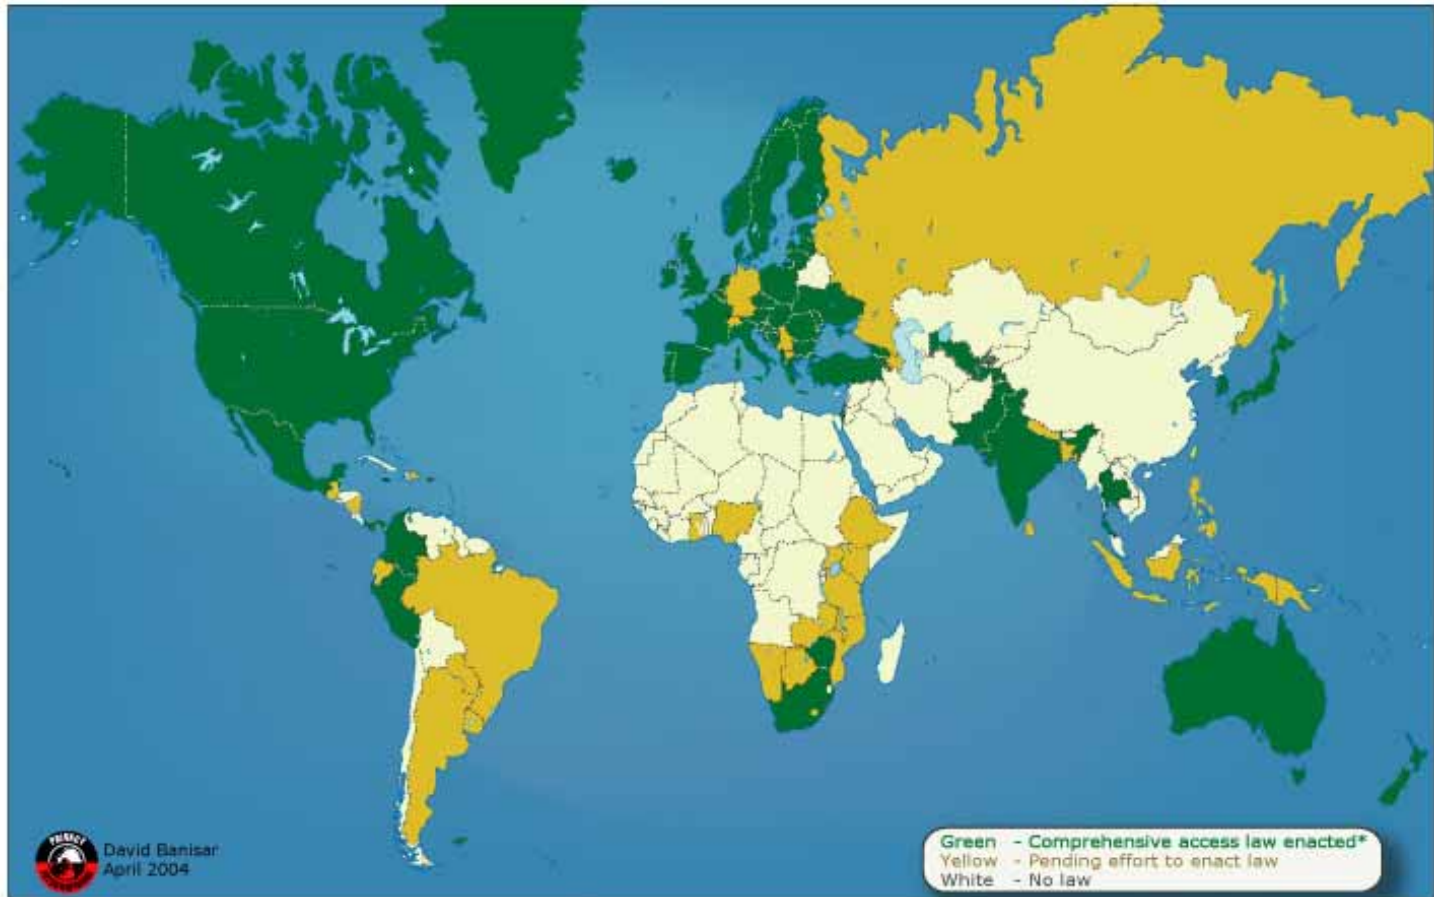 David Banisar
April 2004
Green - Comprehensive access law enacted*
Yellow - Pending effort to enact law
White - No law